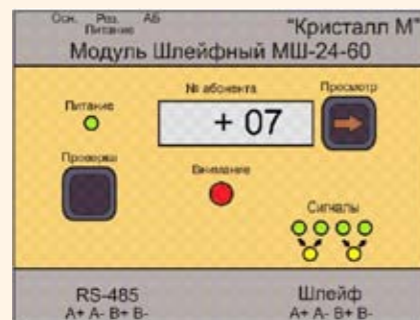 Осн. Рез. АБ
Питание
"Кристалл М"
Модуль Шлейфный МШ-24-60
№ абонента
Просмотр
Питание
+ 07
Проверка
Внимание
Сигналы
RS-485
A+ A- B+ B-
Шлейф
A+ A- B+ B-